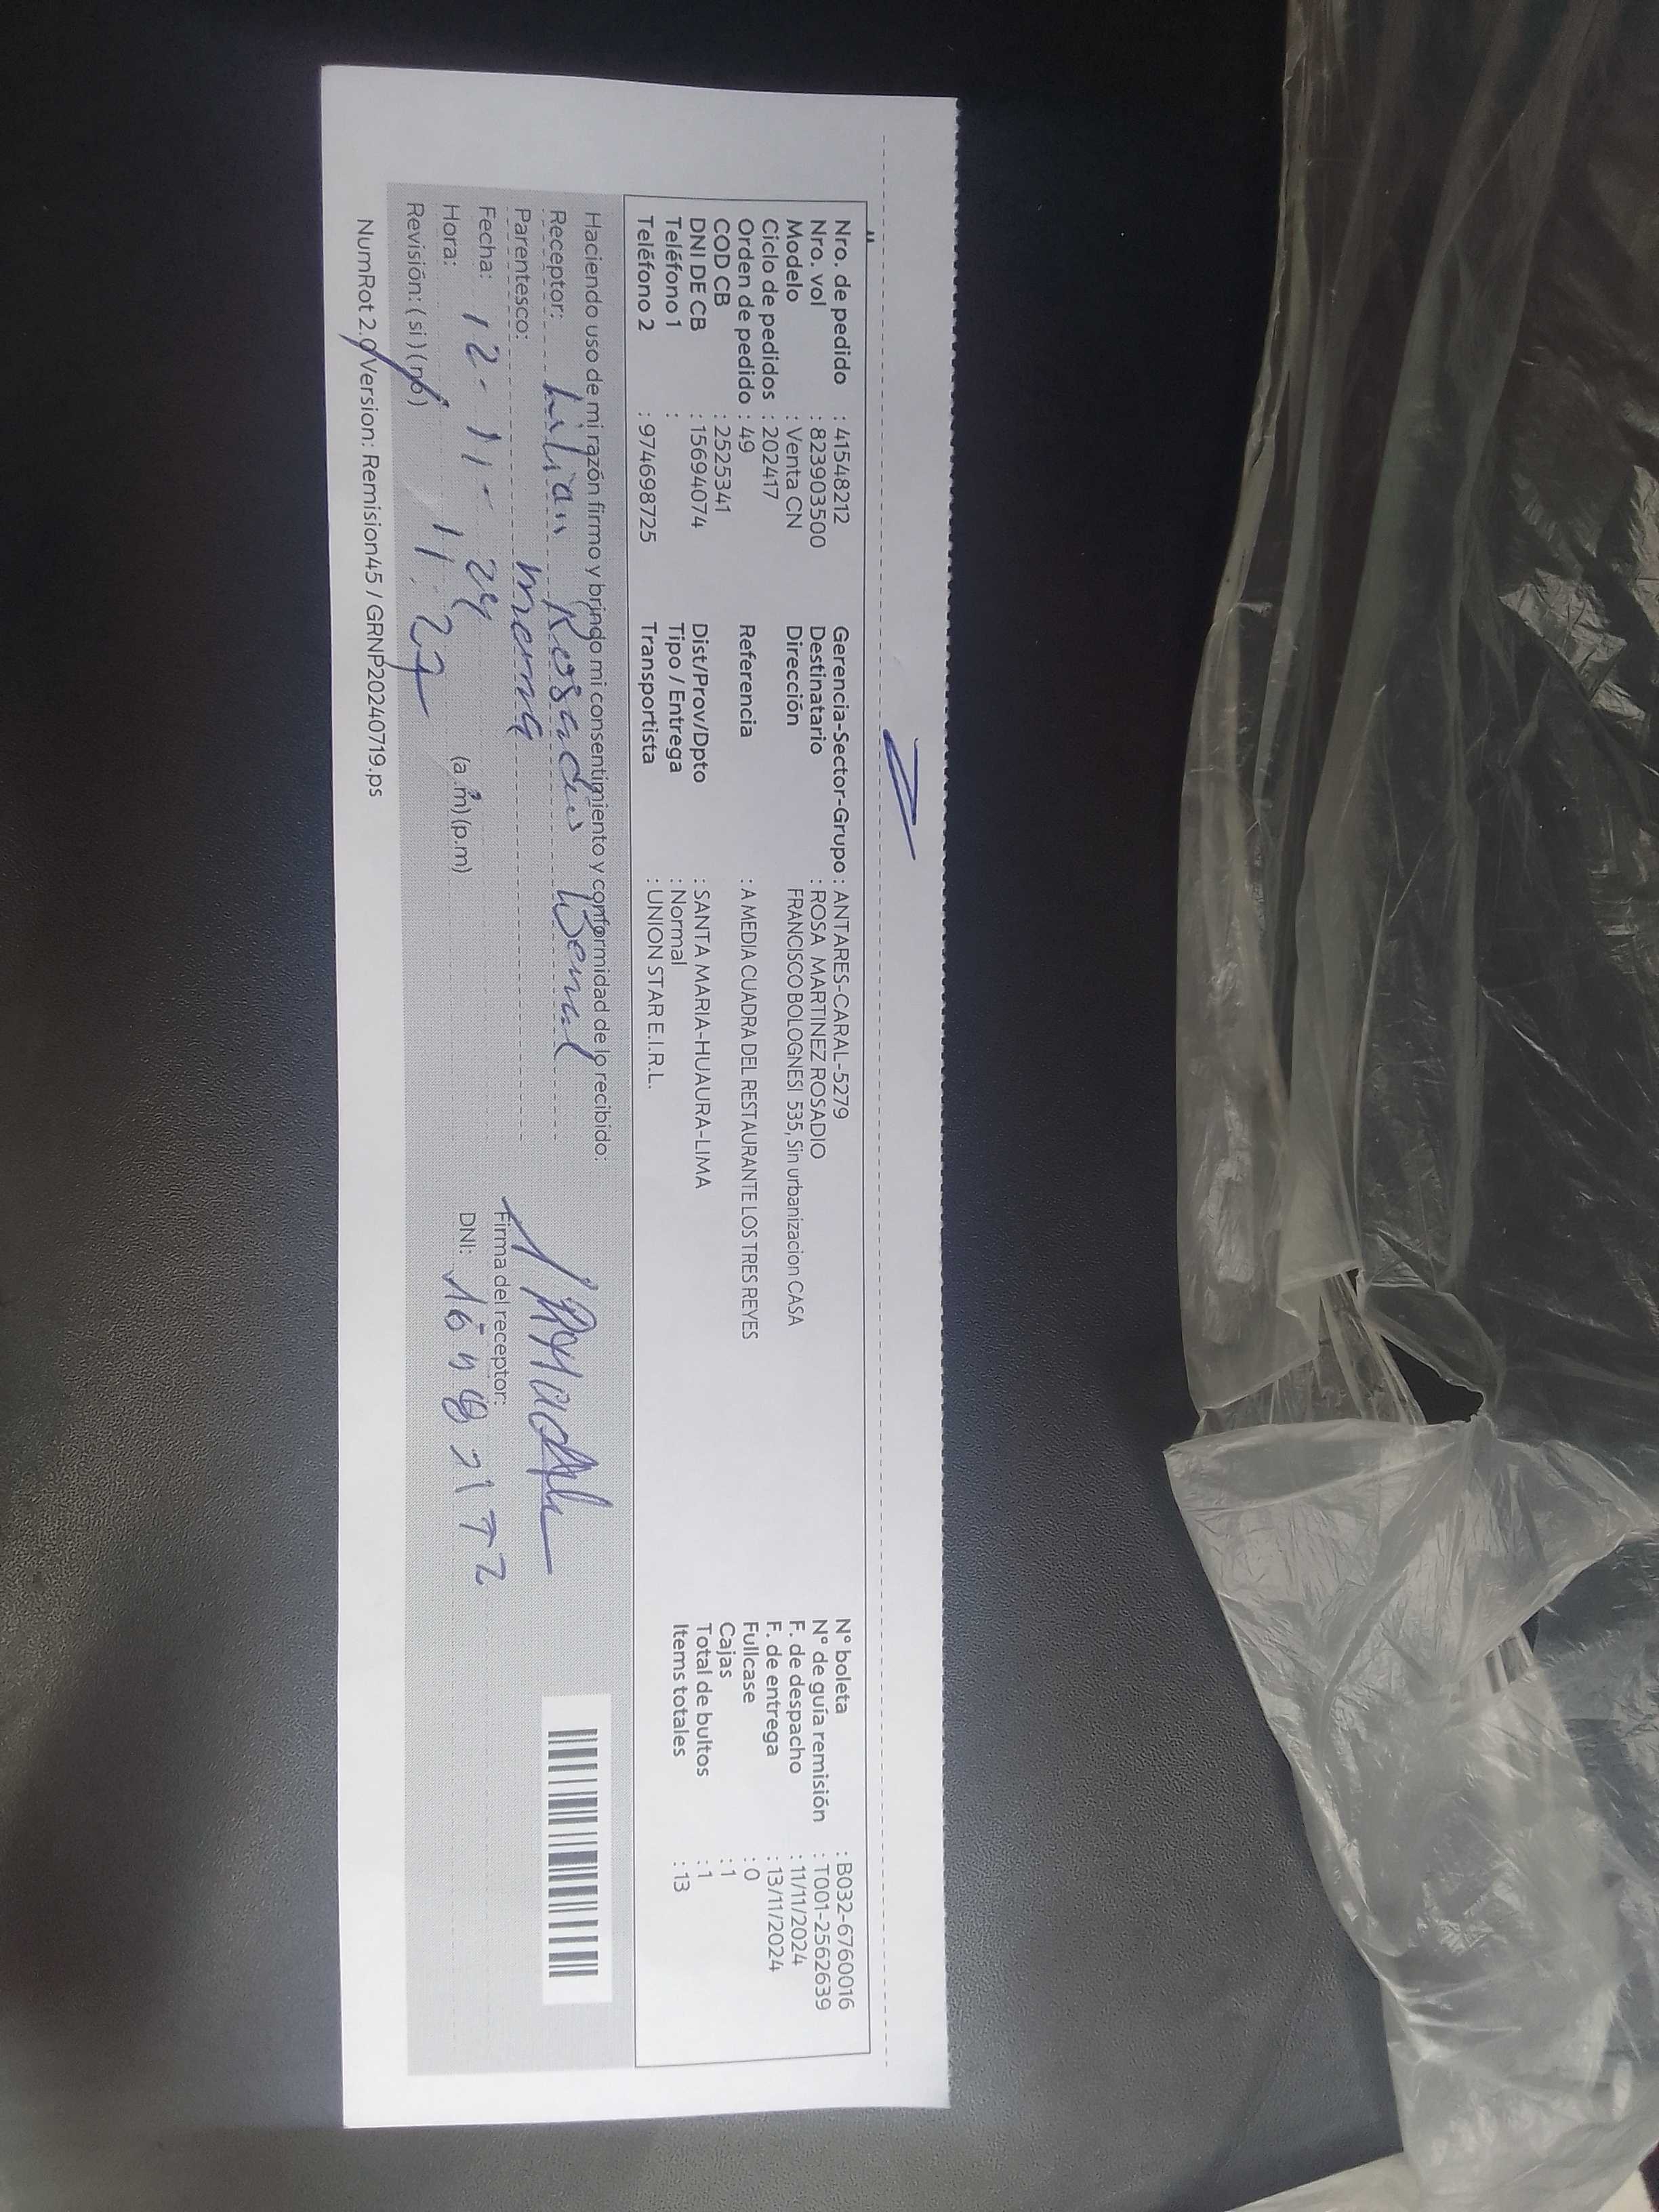 Nro. de pedido : 41548212
Nro. vol : 823903500
Modelo : Venta CN
Ciclo de pedidos : 202417
Orden de pedido : 49
COD CB : 2525341
DNI DE CB : 15694074
Teléfono 1 :
Teléfono 2 : 974698725
Gerencia-Sector-Grupo : ANTARES-CARAL-5279
Destinatario : ROSA MARTINEZ ROSADIO
Dirección FRANCISCO BOLOGNESI 535, Sin urbanizacion CASA
Referencia : A MEDIA CUADRA DEL RESTAURANTE LOS TRES REYES
Dist/Prov/Dpto : SANTA MARIA-HUAURA-LIMA
Tipo / Entrega : Normal
Transportista : UNION STAR E.I.R.L.
N° boleta : B032-6760016
N° de guía remisión : T001-2562639
F. de despacho : 11/11/2024
F. de entrega : 13/11/2024
Fullcase : 0
Cajas : 1
Total de bultos : 1
Items totales : 13
Haciendo uso de mi razón firmo y brindo mi consentimiento y conformidad de lo recibido:
Receptor: Lilian Rosadio
Parentesco: mama
Fecha: 12-11-24
Hora: 11:27 (a.m) (p.m)
Revisión: (si) (no)
Firma del receptor:
DNI:
NumRot 2.0 Version: Remision45 / GRNP20240719.ps